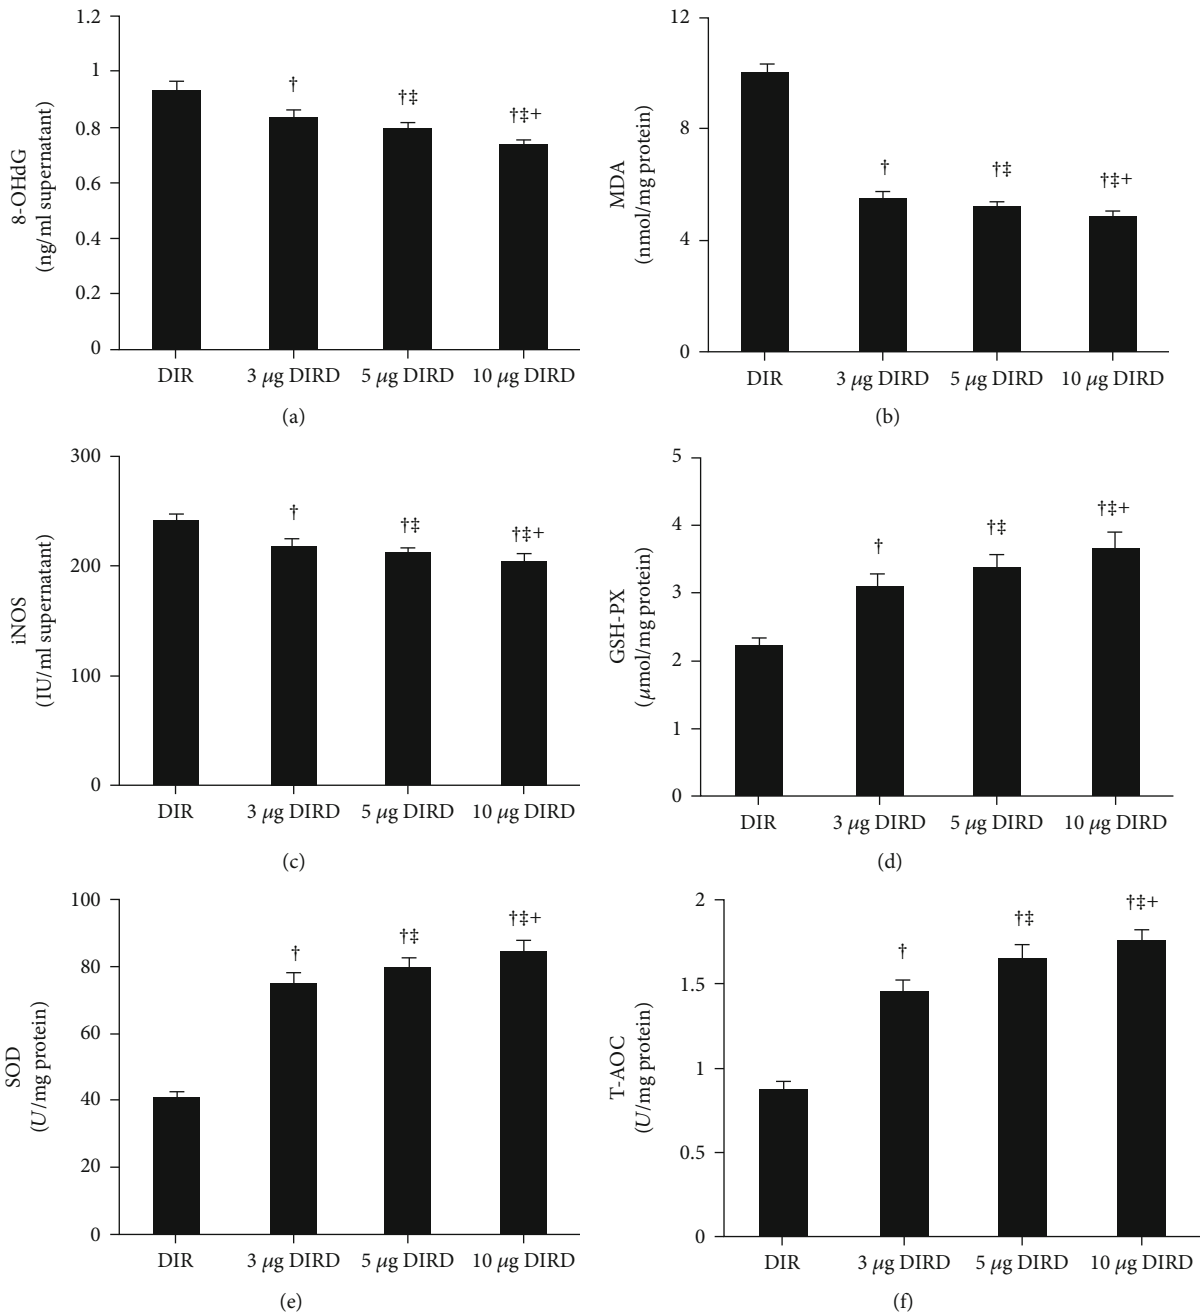 1.2
1
0.8
0.6
0.4
0.2
0
8-OHdG
(ng/ml supernatant)
†
†‡
†‡+
DIR
3 μg DIRD
5 μg DIRD
10 μg DIRD
(a)
12
8
4
0
MDA
(nmol/mg protein)
†
†‡
†‡+
DIR
3 μg DIRD
5 μg DIRD
10 μg DIRD
(b)
300
200
100
0
iNOS
(IU/ml supernatant)
†
†‡
†‡+
DIR
3 μg DIRD
5 μg DIRD
10 μg DIRD
(c)
5
4
3
2
1
0
GSH-PX
(μmol/mg protein)
†
†‡
†‡+
DIR
3 μg DIRD
5 μg DIRD
10 μg DIRD
(d)
100
80
60
40
20
0
SOD
(U/mg protein)
†
†‡
†‡+
DIR
3 μg DIRD
5 μg DIRD
10 μg DIRD
(e)
2
1.5
1
0.5
0
T-AOC
(U/mg protein)
†
†‡
†‡+
DIR
3 μg DIRD
5 μg DIRD
10 μg DIRD
(f)